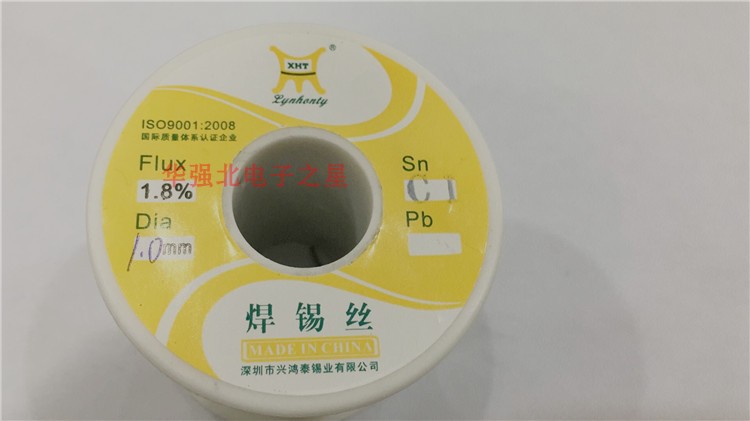 XHT
®
Lynhonty
ISO9001:2008
国际质量体系认证企业
Flux
Sn
华强北电子之星
1.8%
C 1
Dia
Pb
1.0mm
焊锡丝
MADE IN CHINA
深圳市兴鸿泰锡业有限公司